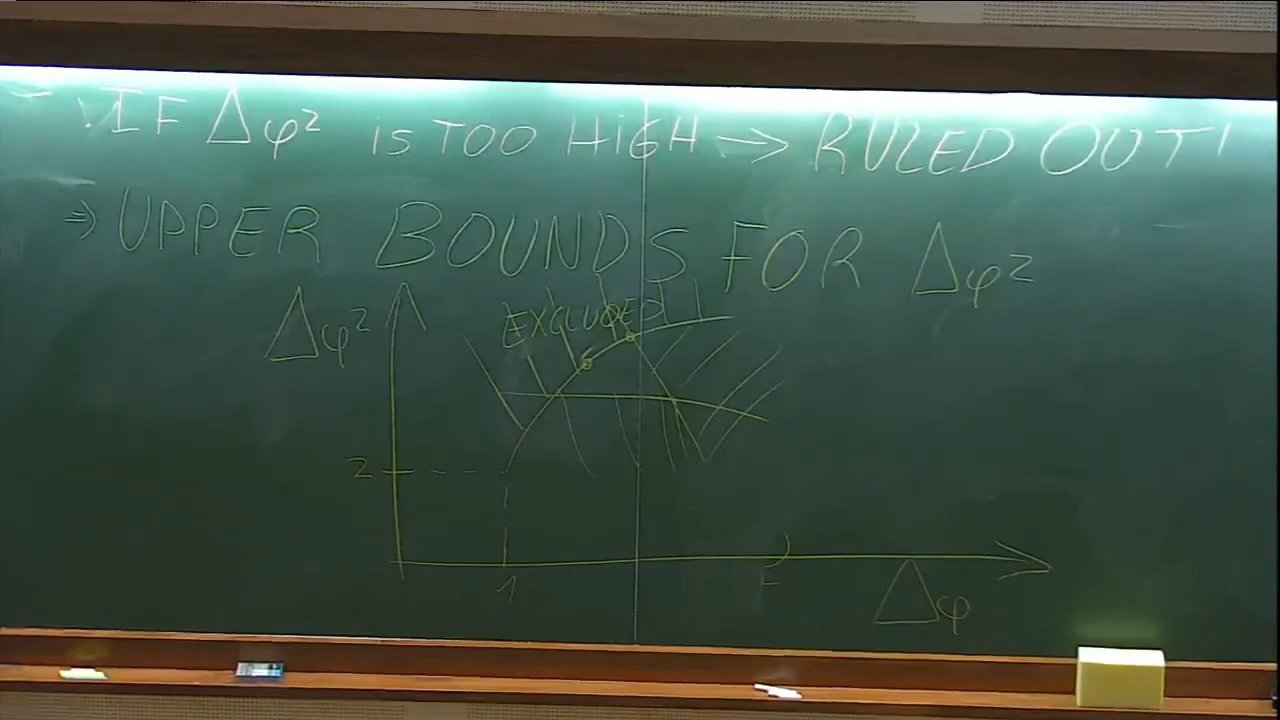 IF Δφ² is TOO HiGH → RULED OUT!
⇒ UPPER BOUNDS FOR Δφ²
Δφ²
EXCLUDED
2
1
Δφ